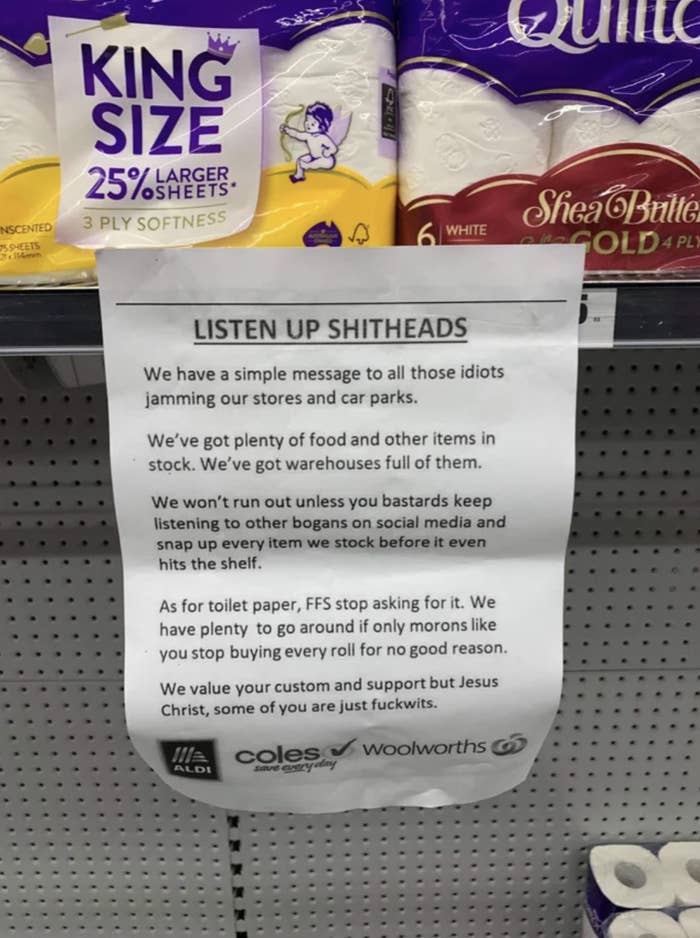 KING
SIZE
25% LARGER
SHEETS*
3 PLY SOFTNESS
6 WHITE
Shea
GOLD 4 PLY
LISTEN UP SHITHEADS
We have a simple message to all those idiots
jamming our stores and car parks.
We've got plenty of food and other items in
stock. We've got warehouses full of them.
We won't run out unless you bastards keep
listening to other bogans on social media and
snap up every item we stock before it even
hits the shelf.
As for toilet paper, FFS stop asking for it. We
have plenty to go around if only morons like
you stop buying every roll for no good reason.
We value your custom and support but Jesus
Christ, some of you are just fuckwits.
ALDI
coles
save every day
Woolworths